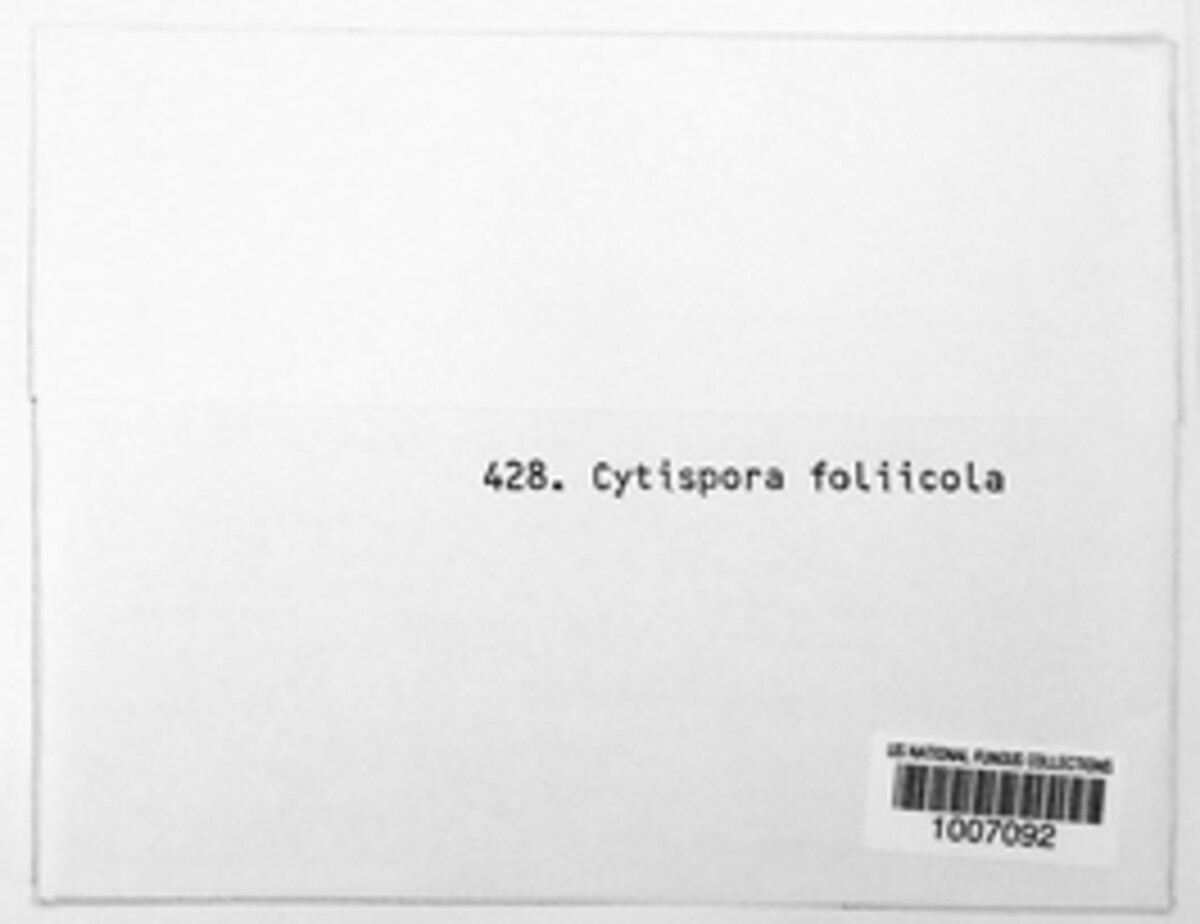 428. Cytispora foliicola
US NATIONAL FUNGUS COLLECTIONS
1007092